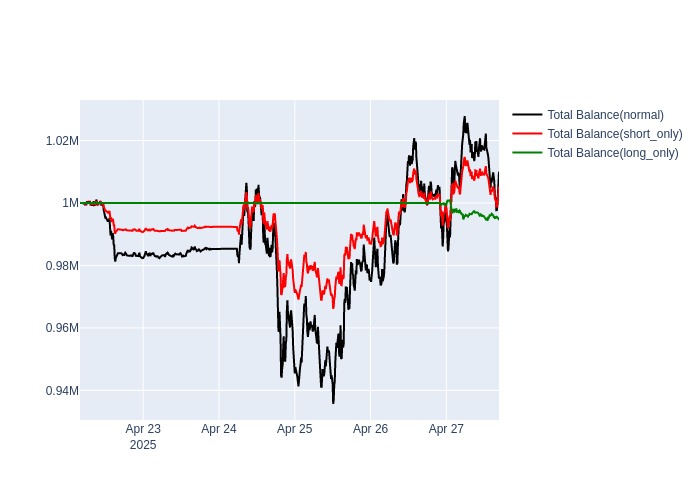 Total Balance(normal)
Total Balance(short_only)
Total Balance(long_only)
1.02M
1M
0.98M
0.96M
0.94M
Apr 23
2025
Apr 24
Apr 25
Apr 26
Apr 27